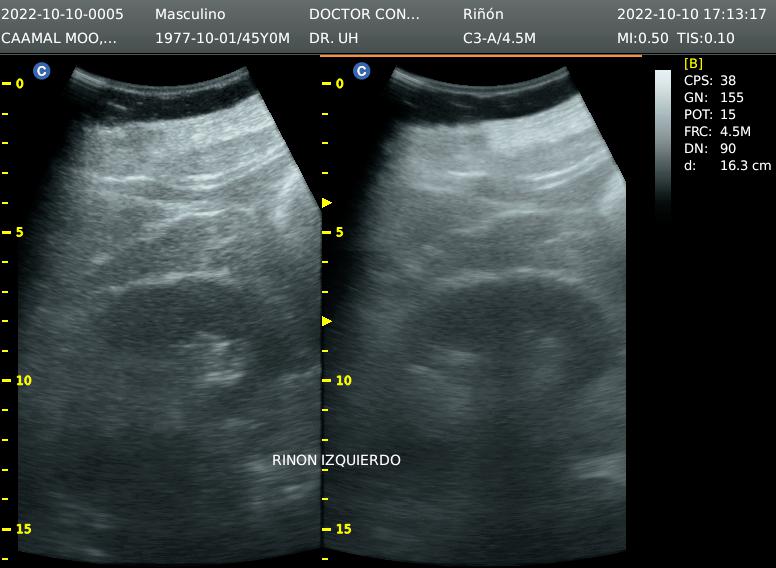 2022-10-10-0005 Masculino DOCTOR CON... Riñón 2022-10-10 17:13:17
CAAMAL MOO,... 1977-10-01/45Y0M DR. UH C3-A/4.5M MI:0.50 TIS:0.10
C C [B]
0 0 CPS: 38
GN: 155
POT: 15
FRC: 4.5M
DN: 90
d: 16.3 cm
5 5
10 10
RINON IZQUIERDO
15 15